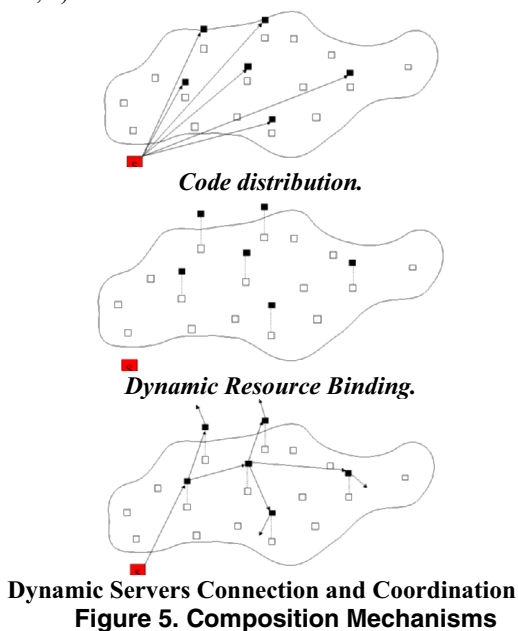 Code distribution.
Dynamic Resource Binding.
Dynamic Servers Connection and Coordination
Figure 5. Composition Mechanisms